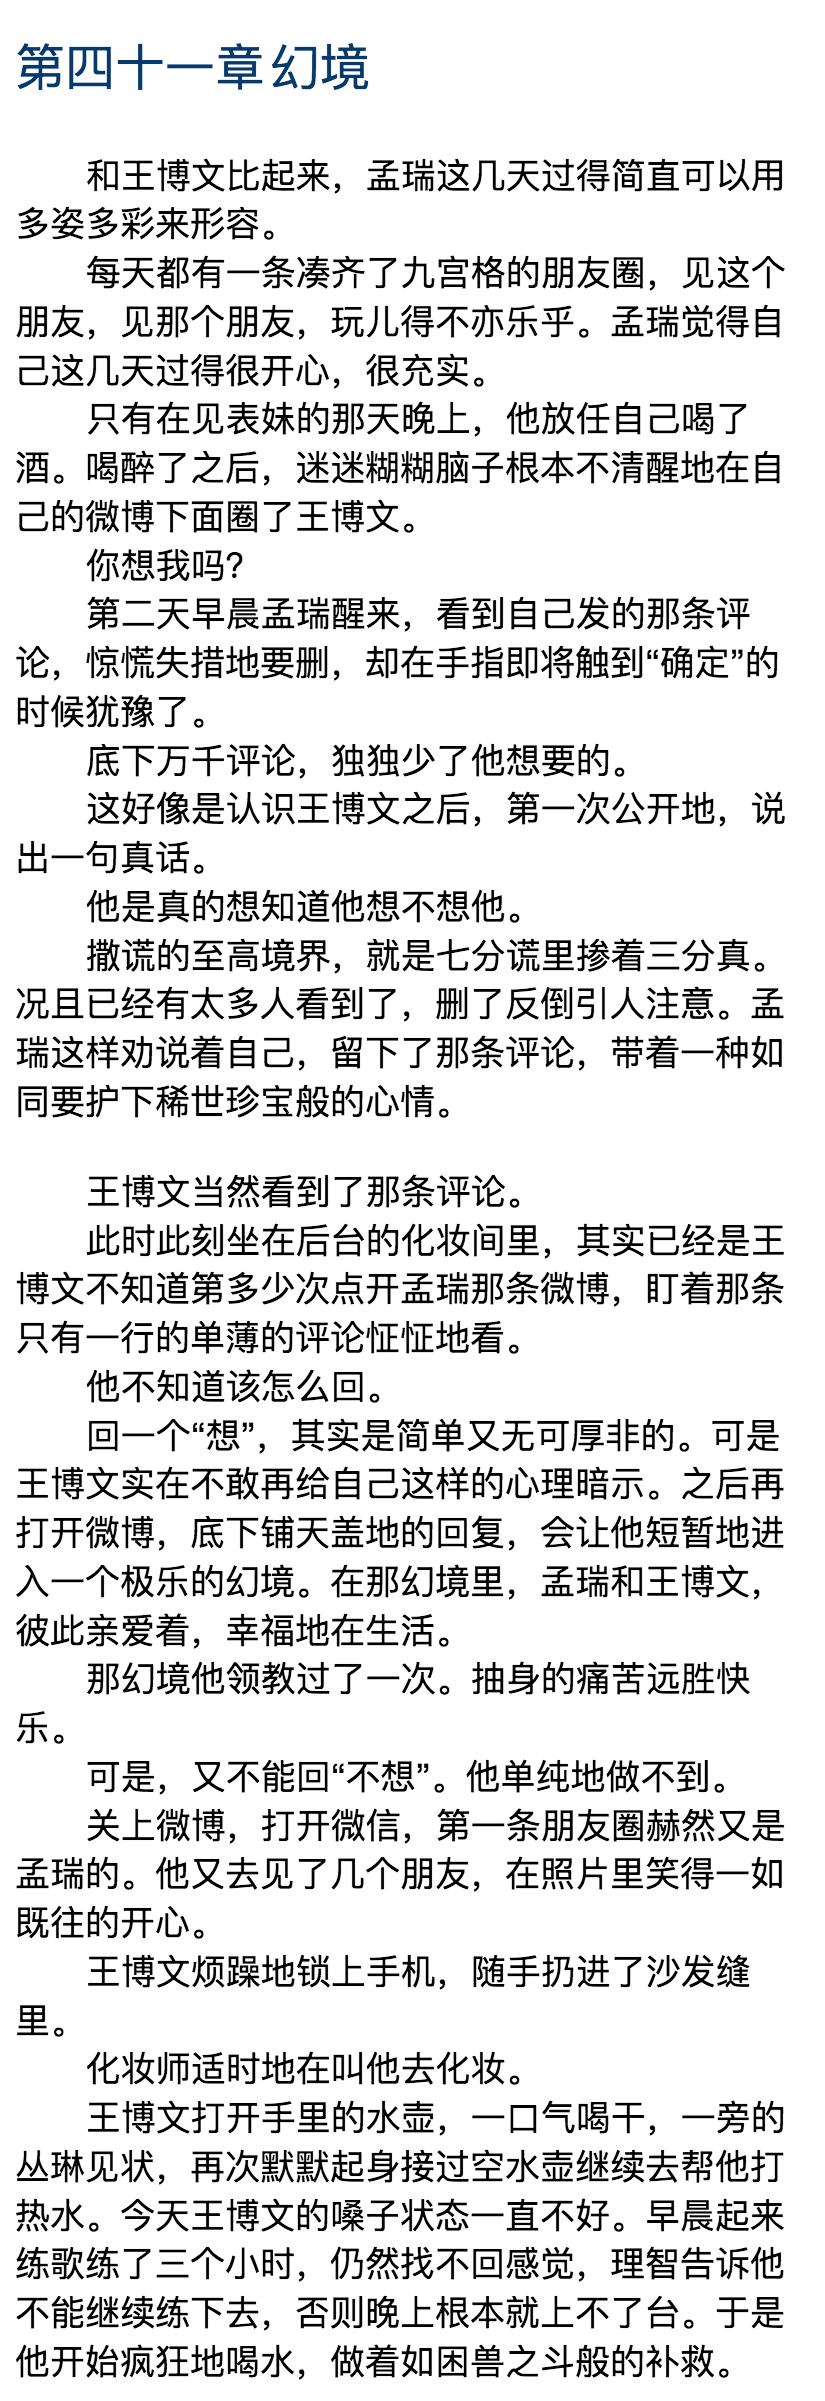 第四十一章 幻境
和王博文比起来，孟瑞这几天过得简直可以用
多姿多彩来形容。
每天都有一条凑齐了九宫格的朋友圈，见这个
朋友，见那个朋友，玩儿得不亦乐乎。孟瑞觉得自
己这几天过得很开心，很充实。
只有在见表妹的那天晚上，他放任自己喝了
酒。喝醉了之后，迷迷糊糊脑子根本不清醒地在自
己的微博下面圈了王博文。
你想我吗？
第二天早晨孟瑞醒来，看到自己发的那条评
论，惊慌失措地要删，却在手指即将触到“确定”的
时候犹豫了。
底下万千评论，独独少了他想要的。
这好像是认识王博文之后，第一次公开地，说
出一句真话。
他是真的想知道他想不想他。
撒谎的至高境界，就是七分谎里掺着三分真。
况且已经有太多人看到了，删了反倒引人注意。孟
瑞这样劝说着自己，留下了那条评论，带着一种如
同要护下稀世珍宝般的心情。
王博文当然看到了那条评论。
此时此刻坐在后台的化妆间里，其实已经是王
博文不知道第多少次点开孟瑞那条微博，盯着那条
只有一行的单薄的评论怔怔地看。
他不知道该怎么回。
回一个“想”，其实是简单又无可厚非的。可是
王博文实在不敢再给自己这样的心理暗示。之后再
打开微博，底下铺天盖地的回复，会让他短暂地进
入一个极乐的幻境。在那幻境里，孟瑞和王博文，
彼此亲爱着，幸福地在生活。
那幻境他领教过了一次。抽身的痛苦远胜快
乐。
可是，又不能回“不想”。他单纯地做不到。
关上微博，打开微信，第一条朋友圈赫然又是
孟瑞的。他又去见了几个朋友，在照片里笑得一如
既往的开心。
王博文烦躁地锁上手机，随手扔进了沙发缝
里。
化妆师适时地在叫他去化妆。
王博文打开手里的水壶，一口气喝干，一旁的
丛琳见状，再次默默起身接过空水壶继续去帮他打
热水。今天王博文的嗓子状态一直不好。早晨起来
练歌练了三个小时，仍然找不回感觉，理智告诉他
不能继续练下去，否则晚上根本就上不了台。于是
他开始疯狂地喝水，做着如困兽之斗般的补救。